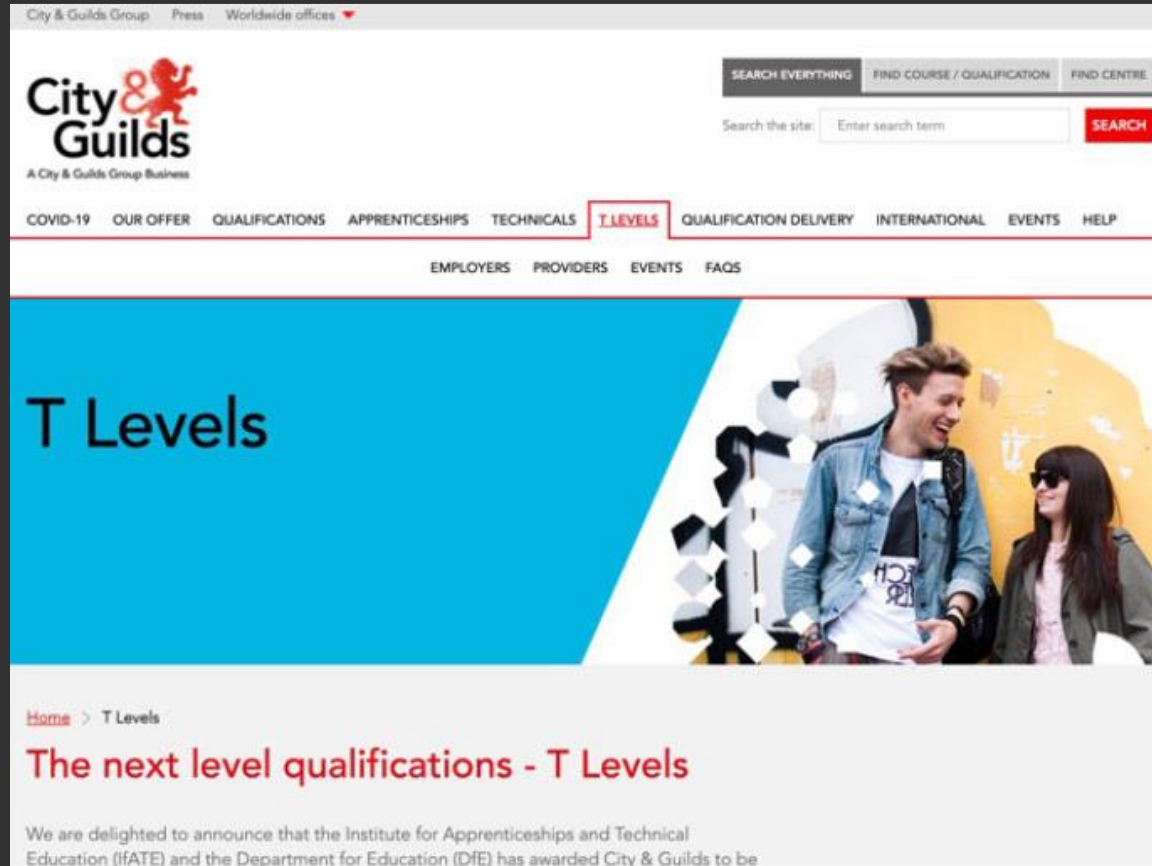 City & Guilds Group Press Worldwide offices
City &
Guilds
A City & Guilds Group Business
SEARCH EVERYTHING FIND COURSE / QUALIFICATION FIND CENTRE
Search the site: Enter search term SEARCH
COVID-19 OUR OFFER QUALIFICATIONS APPRENTICESHIPS TECHNICALS T LEVELS QUALIFICATION DELIVERY INTERNATIONAL EVENTS HELP
EMPLOYERS PROVIDERS EVENTS FAQS
T Levels
Home > T Levels
The next level qualifications - T Levels
We are delighted to announce that the Institute for Apprenticeships and Technical
Education (IfATE) and the Department for Education (DfE) has awarded City & Guilds to be